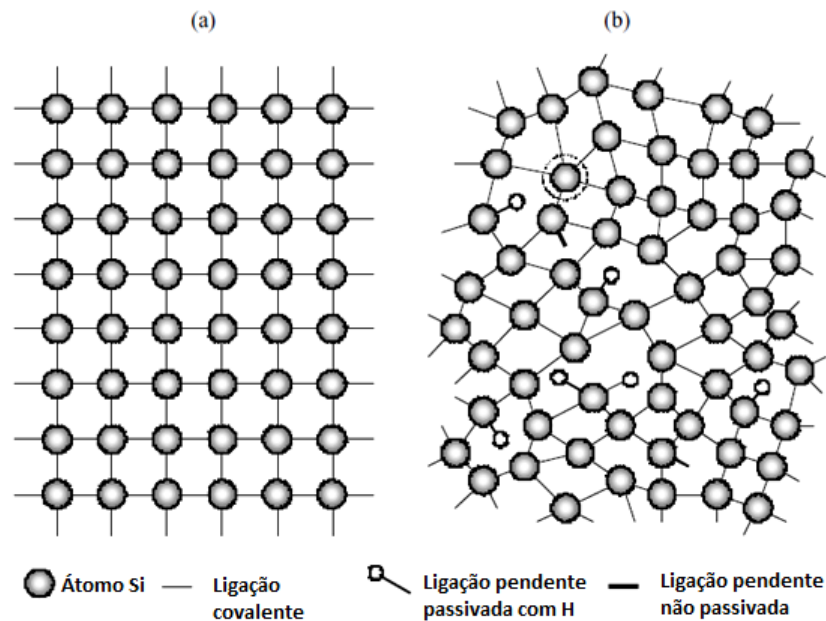 (a)
(b)
Átomo Si
Ligação
covalente
Ligação pendente
passivada com H
Ligação pendente
não passivada